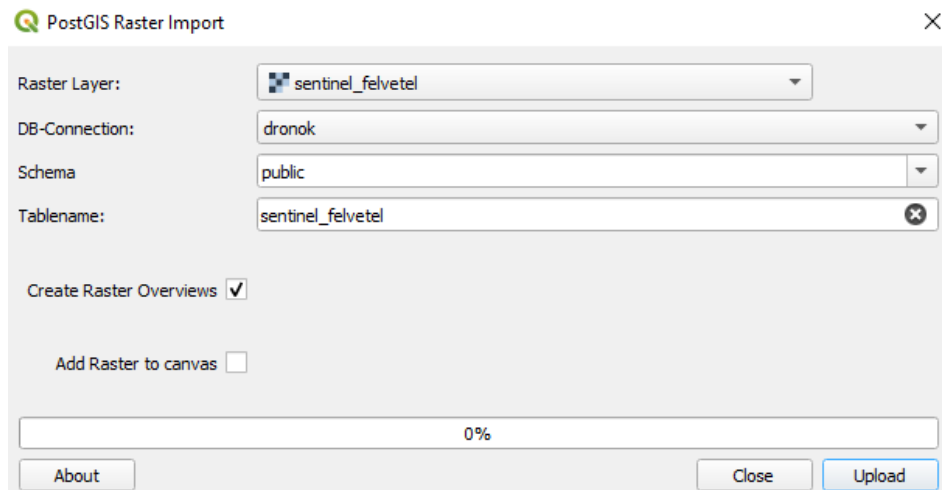 PostGIS Raster Import
Raster Layer: sentinel_felvetel
DB-Connection: dronok
Schema public
Tablename: sentinel_felvetel
Create Raster Overviews
Add Raster to canvas
0%
About Close Upload